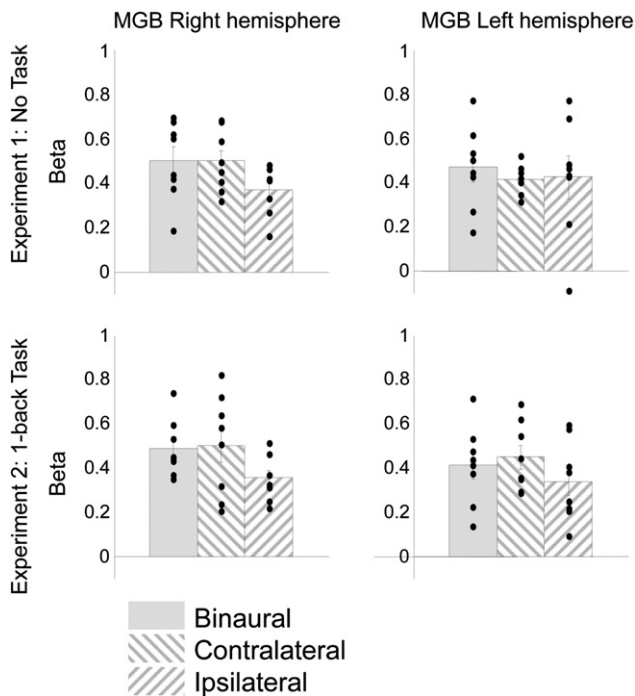 MGB Right hemisphere
MGB Left hemisphere
Experiment 1: No Task
Beta
1
0.8
0.6
0.4
0.2
0
1
0.8
0.6
0.4
0.2
0
Experiment 2: 1-back Task
Beta
1
0.8
0.6
0.4
0.2
0
1
0.8
0.6
0.4
0.2
0
Binaural
Contralateral
Ipsilateral